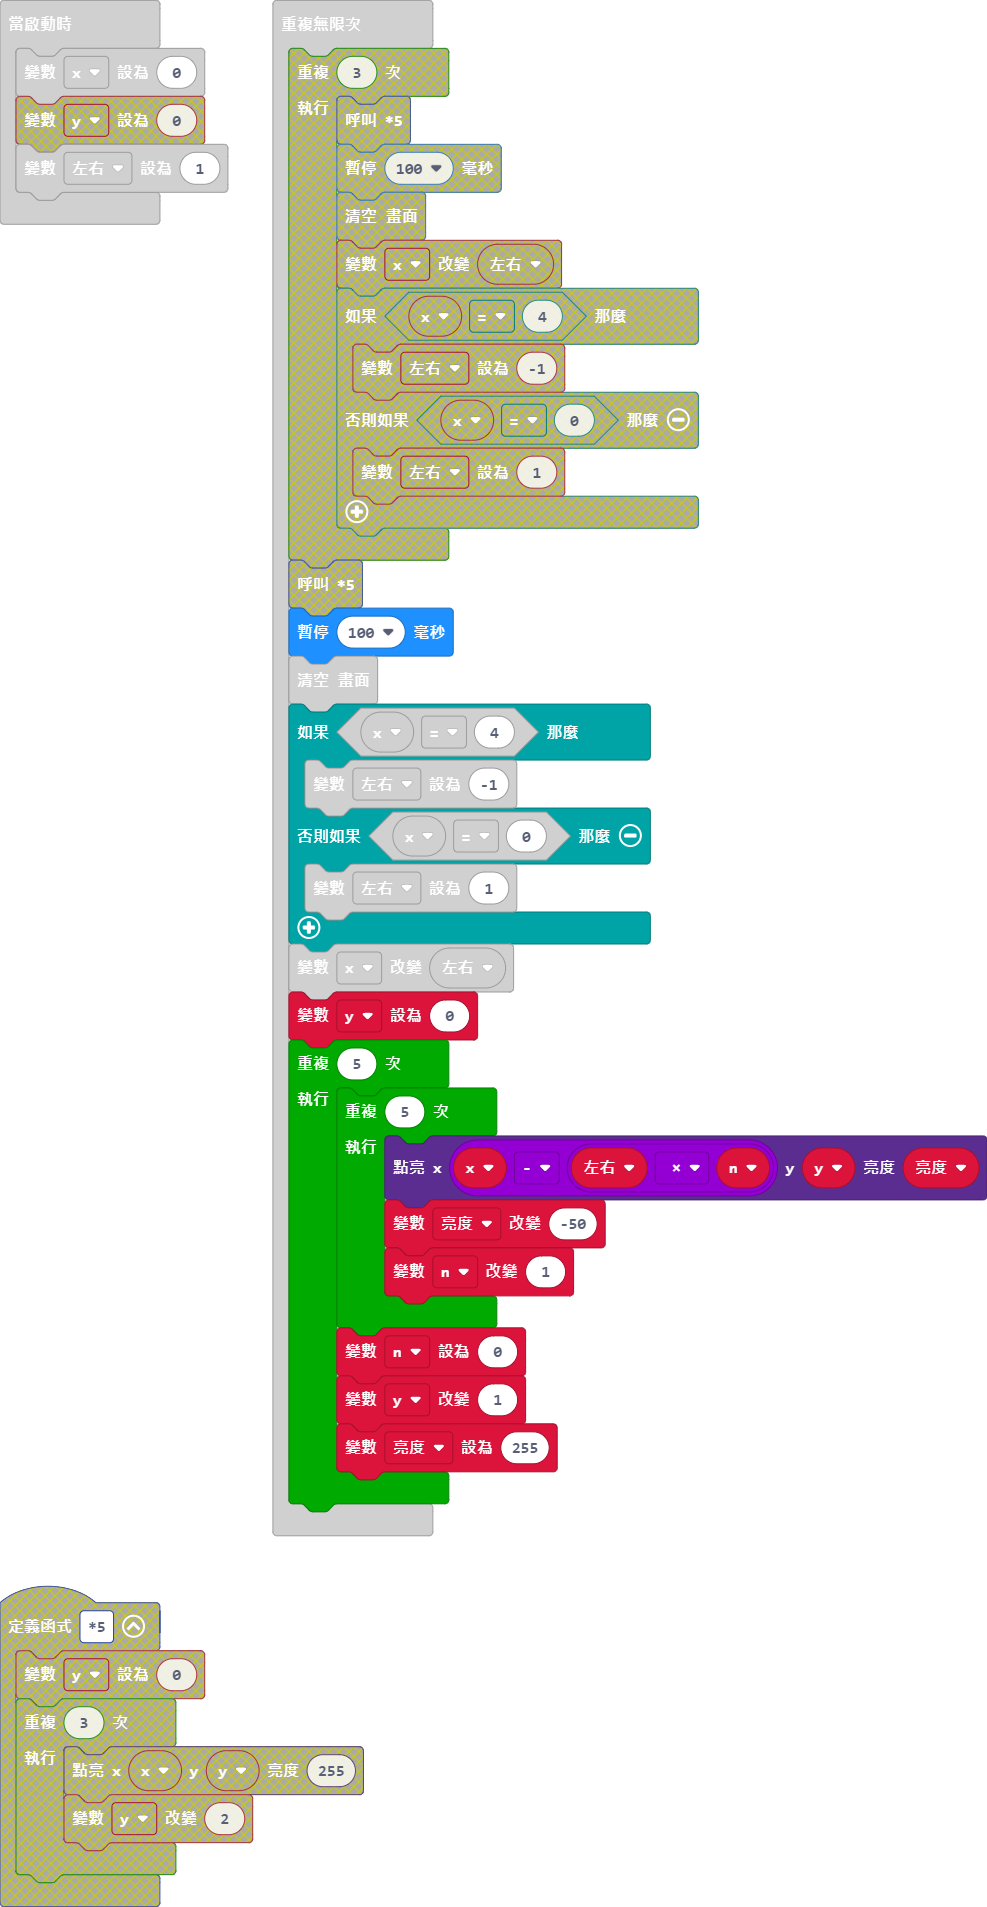 當啟動時
變數 x 設為 0
變數 y 設為 0
變數 左右 設為 1
重複無限次
重複 3 次
執行
呼叫 *5
暫停 100 毫秒
清空 畫面
變數 x 改變 左右
如果 x = 4 那麼
變數 左右 設為 -1
否則如果 x = 0 那麼
變數 左右 設為 1
呼叫 *5
暫停 100 毫秒
清空 畫面
如果 x = 4 那麼
變數 左右 設為 -1
否則如果 x = 0 那麼
變數 左右 設為 1
變數 x 改變 左右
變數 y 設為 0
重複 5 次
執行
重複 5 次
執行
點亮 x x - 左右 × n y y 亮度 亮度
變數 亮度 改變 -50
變數 n 改變 1
變數 n 設為 0
變數 y 改變 1
變數 亮度 設為 255
定義函式 *5
變數 y 設為 0
重複 3 次
執行
點亮 x x y y 亮度 255
變數 y 改變 2